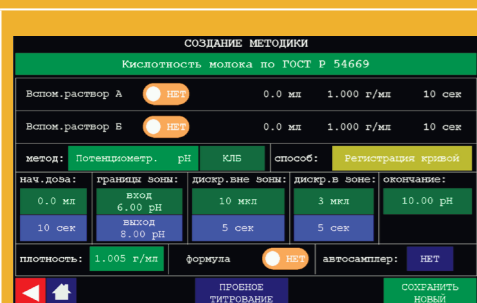 СОЗДАНИЕ МЕТОДИКИ
Кислотность молока по ГОСТ Р 54669
Вспом.раствор А НЕТ 0.0 мл 1.000 г/мл 10 сек
Вспом.раствор Б НЕТ 0.0 мл 1.000 г/мл 10 сек
метод: Потенциометр. pH КЛБ способ: Регистрация кривой
нач.доза: границы зоны: дискр.вне зоны: дискр.в зоне: окончание:
0.0 мл вход 6.00 pH 10 мкл 3 мкл 10.00 pH
10 сек выход 8.00 pH 5 сек 5 сек
плотность: 1.005 г/мл формула НЕТ автосамплер: НЕТ
ПРОБНОЕ ТИТРОВАНИЕ СОХРАНИТЬ НОВЫЙ